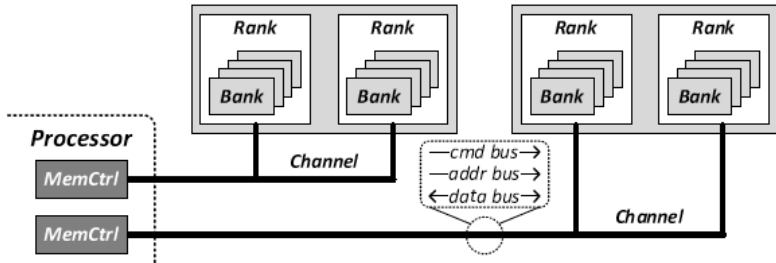 Rank Rank Rank Rank
Bank Bank Bank Bank
Processor
MemCtrl
Channel
cmd bus
addr bus
data bus
MemCtrl
Channel